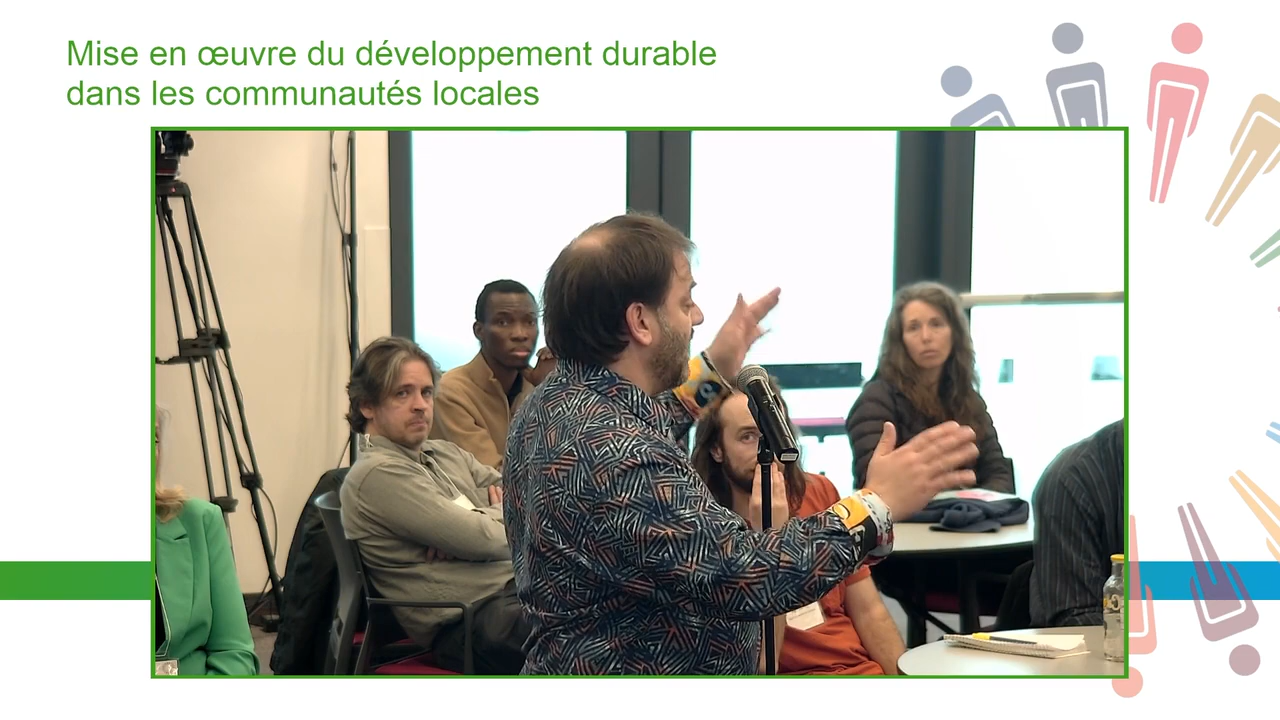 Mise en œuvre du développement durable
dans les communautés locales